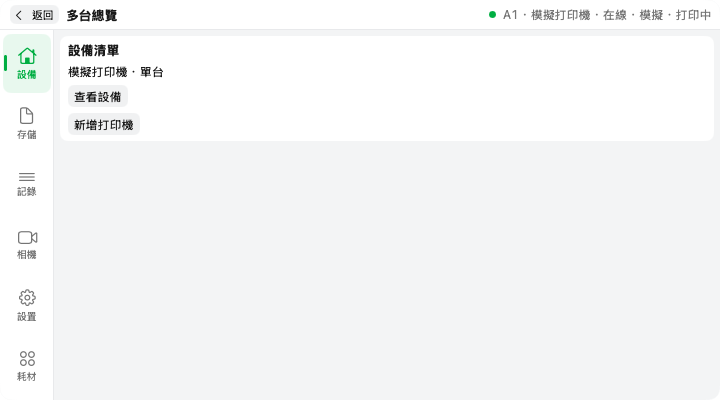 返回
多台總覽
A1 · 模擬打印機 · 在線 · 模擬 · 打印中
設備
存儲
記錄
相機
設置
耗材
設備清單
模擬打印機 · 單台
查看設備
新增打印機